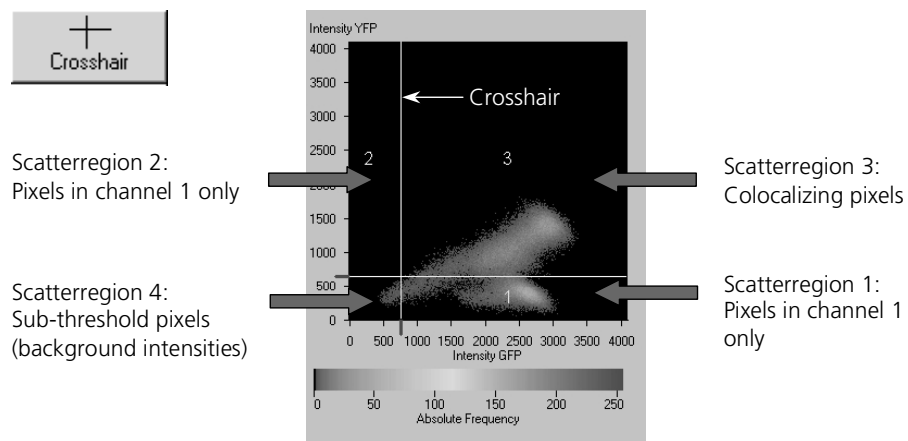 Crosshair
Intensity YFP
4000
3500
3000
2500
2000
1500
1000
500
0
Crosshair
2
3
1
0 500 1000 1500 2000 2500 3000 3500 4000
Intensity GFP
0 50 100 150 200 250
Absolute Frequency
Scatterregion 2:
Pixels in channel 1 only
Scatterregion 4:
Sub-threshold pixels
(background intensities)
Scatterregion 3:
Colocalizing pixels
Scatterregion 1:
Pixels in channel 1
only